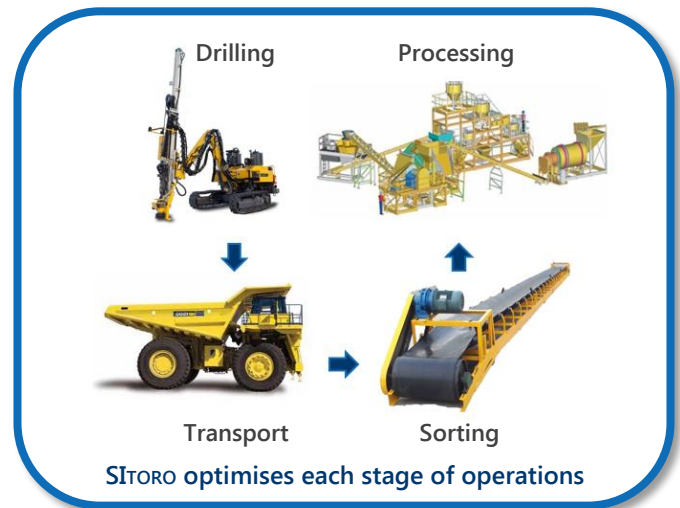 Drilling
Processing
Transport
Sorting
SITORO optimises each stage of operations